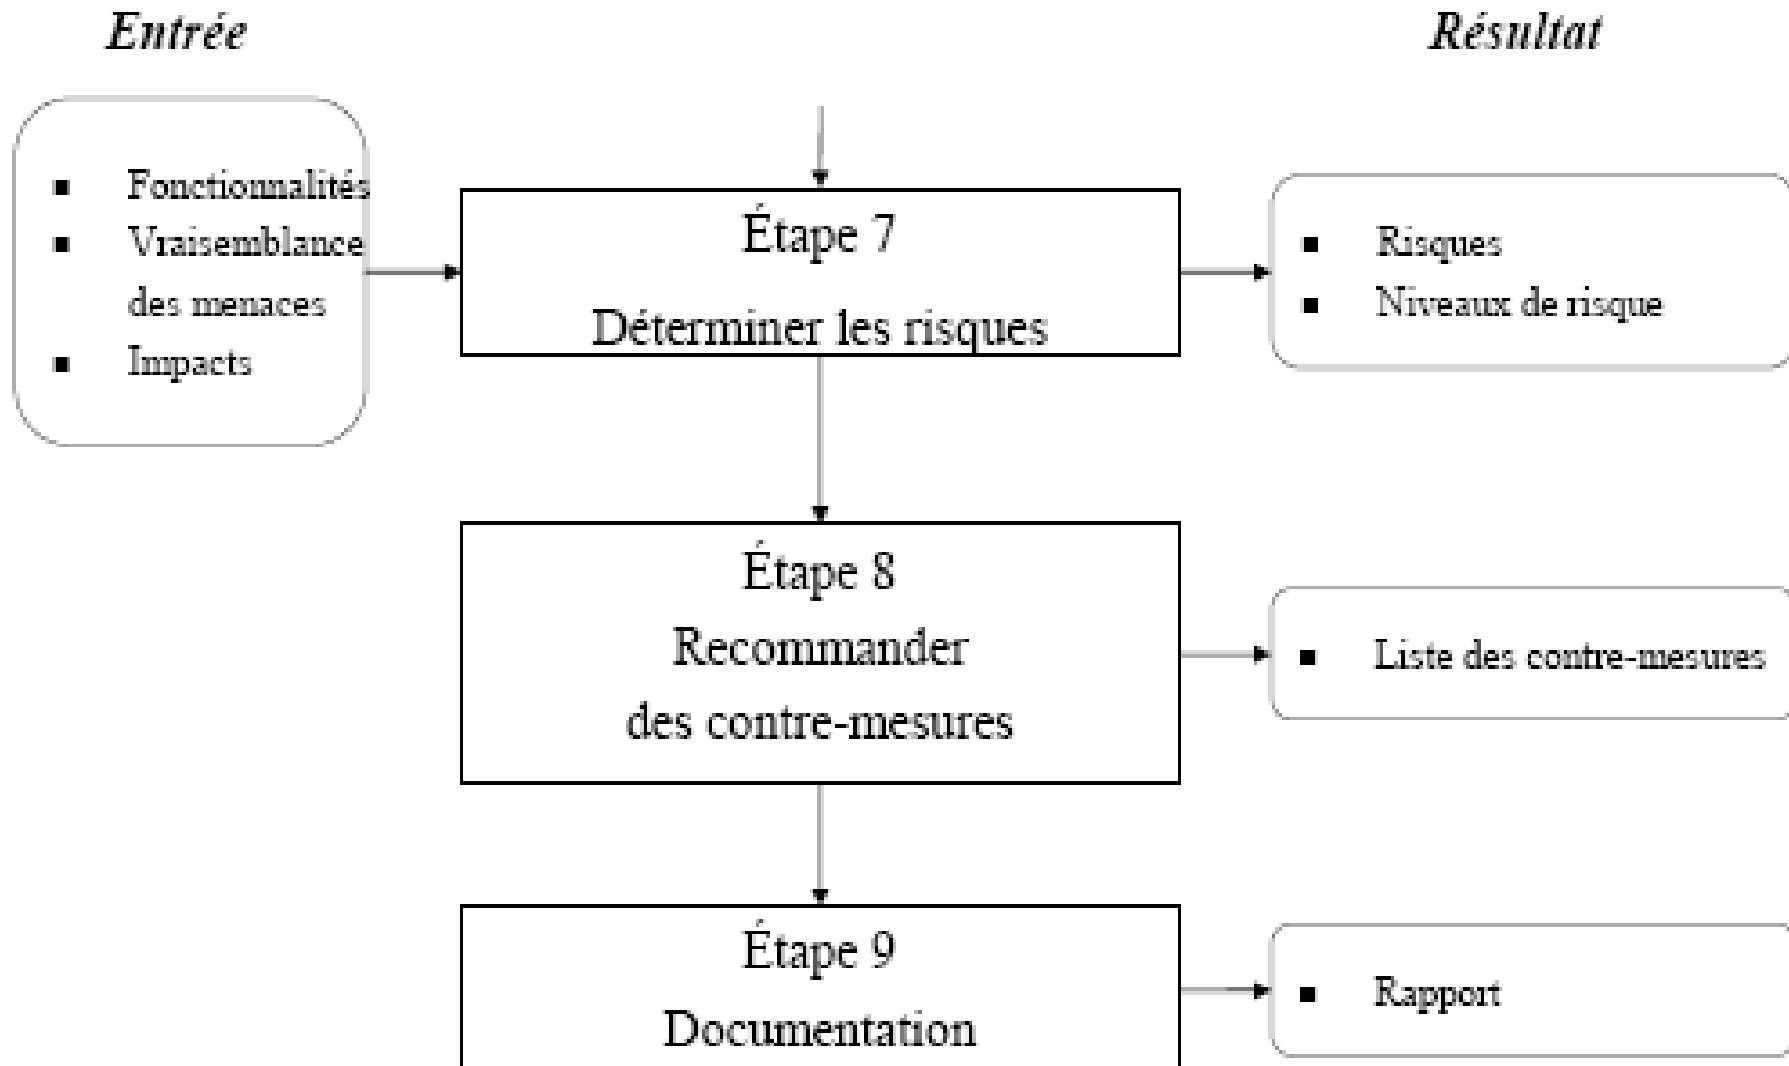 Entrée
Résultat
▪ Fonctionnalités
▪ Vraisemblance
des menaces
▪ Impacts
Étape 7
Déterminer les risques
▪ Risques
▪ Niveaux de risque
Étape 8
Recommander
des contre-mesures
▪ Liste des contre-mesures
Étape 9
Documentation
▪ Rapport